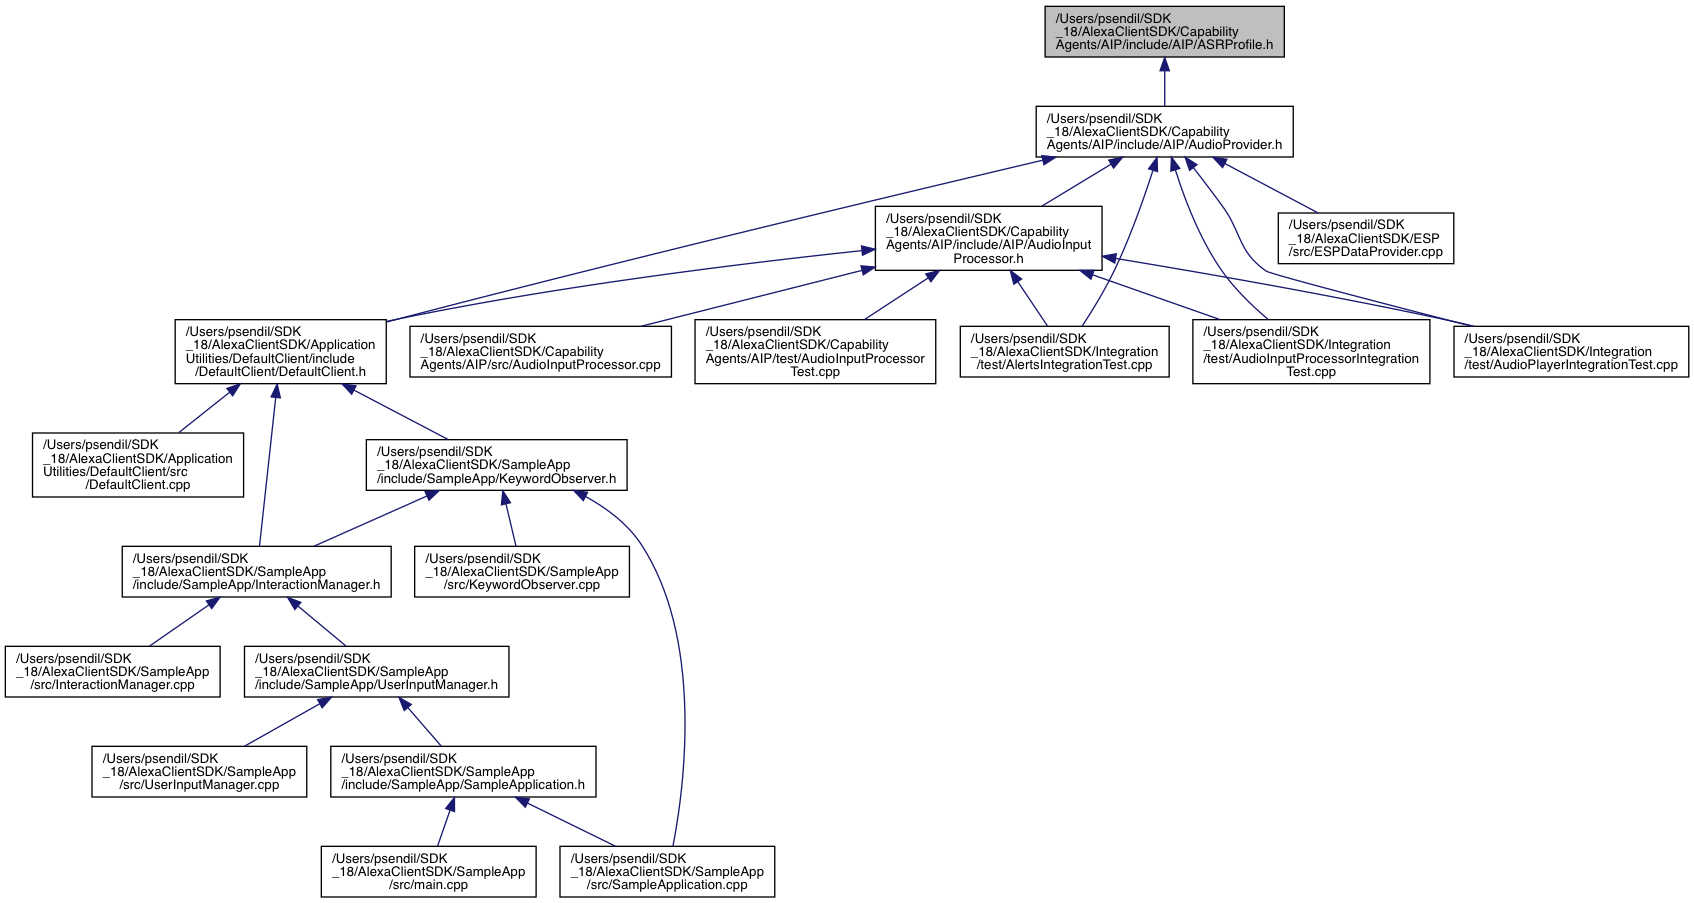 /Users/psendil/SDK
_18/AlexaClientSDK/Capability
Agents/AIP/include/AIP/ASRProfile.h
/Users/psendil/SDK
_18/AlexaClientSDK/Capability
Agents/AIP/include/AIP/AudioProvider.h
/Users/psendil/SDK
_18/AlexaClientSDK/Capability
Agents/AIP/include/AIP/AudioInput
Processor.h
/Users/psendil/SDK
_18/AlexaClientSDK/ESP
/src/ESPDataProvider.cpp
/Users/psendil/SDK
_18/AlexaClientSDK/Application
Utilities/DefaultClient/include
/DefaultClient/DefaultClient.h
/Users/psendil/SDK
_18/AlexaClientSDK/Capability
Agents/AIP/src/AudioInputProcessor.cpp
/Users/psendil/SDK
_18/AlexaClientSDK/Capability
Agents/AIP/test/AudioInputProcessor
Test.cpp
/Users/psendil/SDK
_18/AlexaClientSDK/Integration
/test/AlertsIntegrationTest.cpp
/Users/psendil/SDK
_18/AlexaClientSDK/Integration
/test/AudioInputProcessorIntegration
Test.cpp
/Users/psendil/SDK
_18/AlexaClientSDK/Integration
/test/AudioPlayerIntegrationTest.cpp
/Users/psendil/SDK
_18/AlexaClientSDK/Application
Utilities/DefaultClient/src
/DefaultClient.cpp
/Users/psendil/SDK
_18/AlexaClientSDK/SampleApp
/include/SampleApp/KeywordObserver.h
/Users/psendil/SDK
_18/AlexaClientSDK/SampleApp
/include/SampleApp/InteractionManager.h
/Users/psendil/SDK
_18/AlexaClientSDK/SampleApp
/src/KeywordObserver.cpp
/Users/psendil/SDK
_18/AlexaClientSDK/SampleApp
/src/InteractionManager.cpp
/Users/psendil/SDK
_18/AlexaClientSDK/SampleApp
/include/SampleApp/UserInputManager.h
/Users/psendil/SDK
_18/AlexaClientSDK/SampleApp
/src/UserInputManager.cpp
/Users/psendil/SDK
_18/AlexaClientSDK/SampleApp
/include/SampleApp/SampleApplication.h
/Users/psendil/SDK
_18/AlexaClientSDK/SampleApp
/src/main.cpp
/Users/psendil/SDK
_18/AlexaClientSDK/SampleApp
/src/SampleApplication.cpp